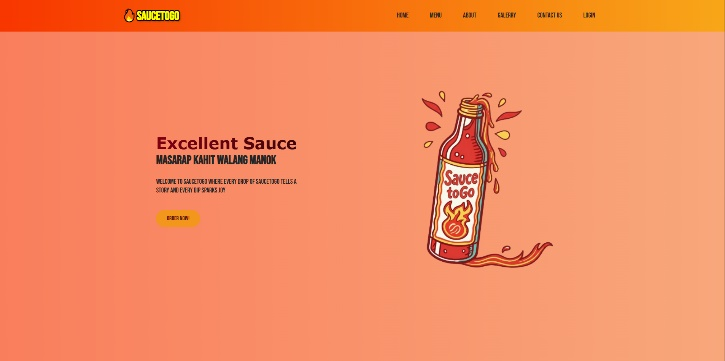 SAUCETOGO
HOME MENU ABOUT GALERRY CONTACT US LOGIN
Excellent Sauce
MASARAP KAHIT WALANG MANOK
WELCOME TO SAUCETOGO WHERE EVERY DROP OF SAUCETOGO TELLS A
STORY AND EVERY DIP SPARKS JOY
ORDER NOW!
Sauce
toGo